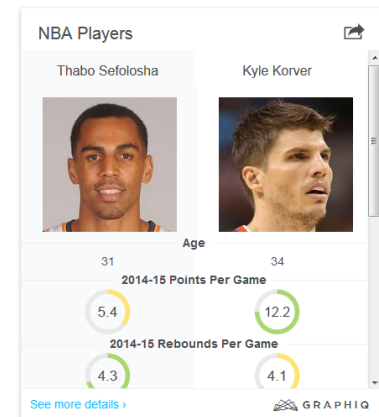 NBA Players
Thabo Sefolosha Kyle Korver
Age
31 34
2014-15 Points Per Game
5.4 12.2
2014-15 Rebounds Per Game
4.3 4.1
See more details › GRAPHIQ